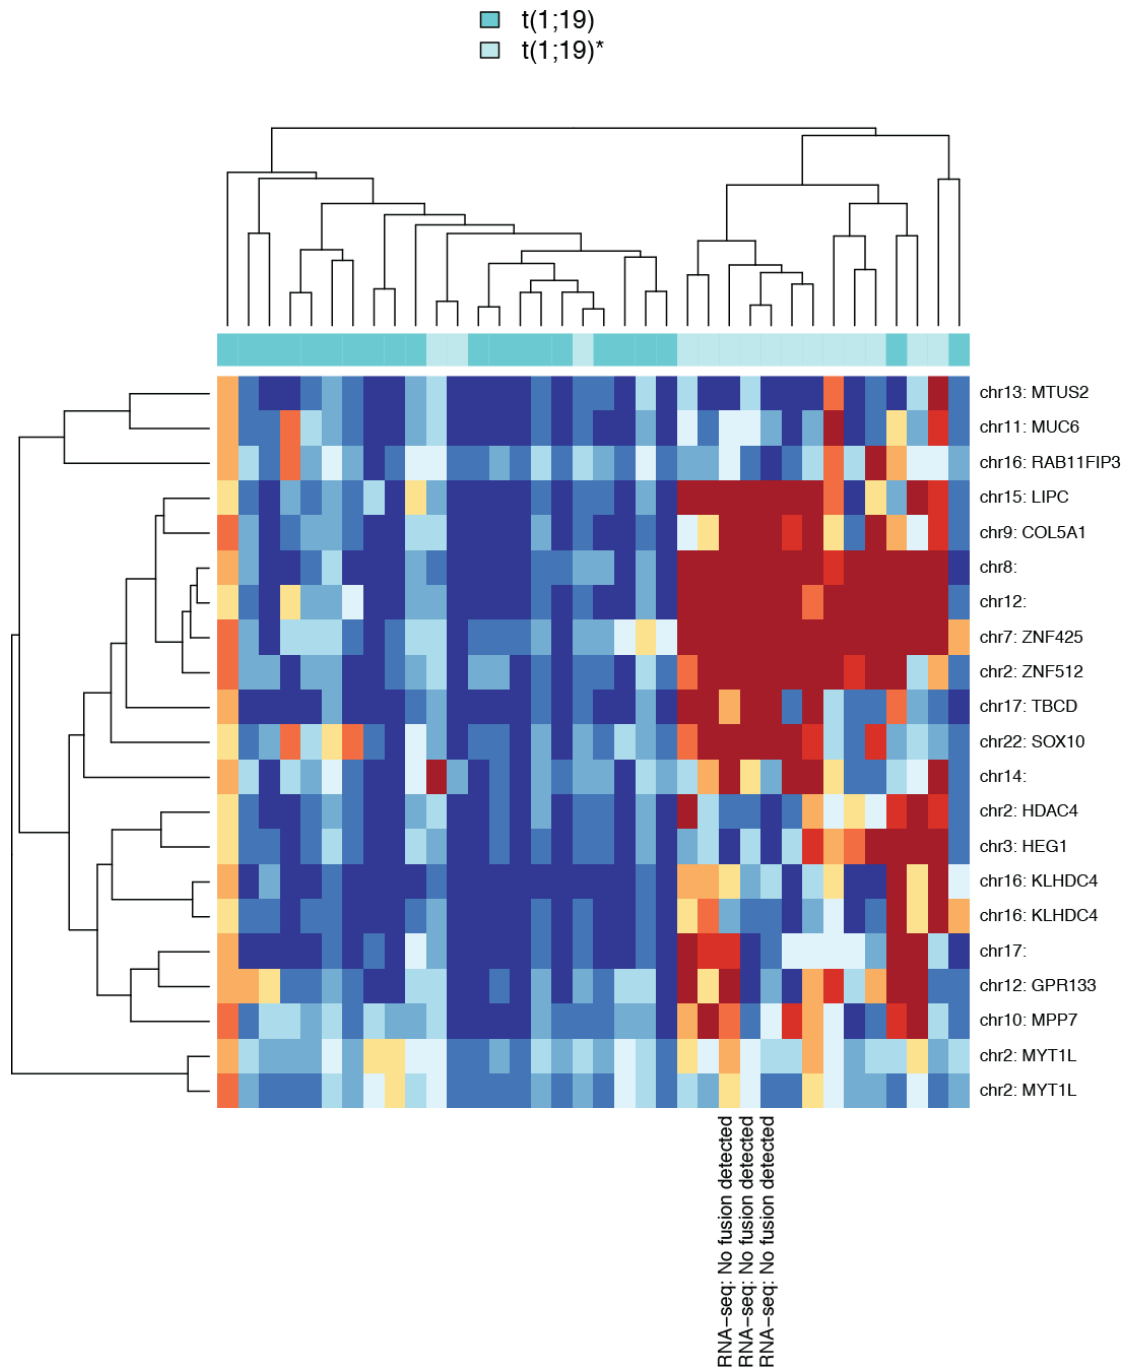 t(1;19)
t(1;19)*
chr13: MTUS2
chr11: MUC6
chr16: RAB11FIP3
chr15: LIPC
chr9: COL5A1
chr8:
chr12:
chr7: ZNF425
chr2: ZNF512
chr17: TBCD
chr22: SOX10
chr14:
chr2: HDAC4
chr3: HEG1
chr16: KLHDC4
chr16: KLHDC4
chr17:
chr12: GPR133
chr10: MPP7
chr2: MYT1L
chr2: MYT1L
RNA−seq: No fusion detected
RNA−seq: No fusion detected
RNA−seq: No fusion detected